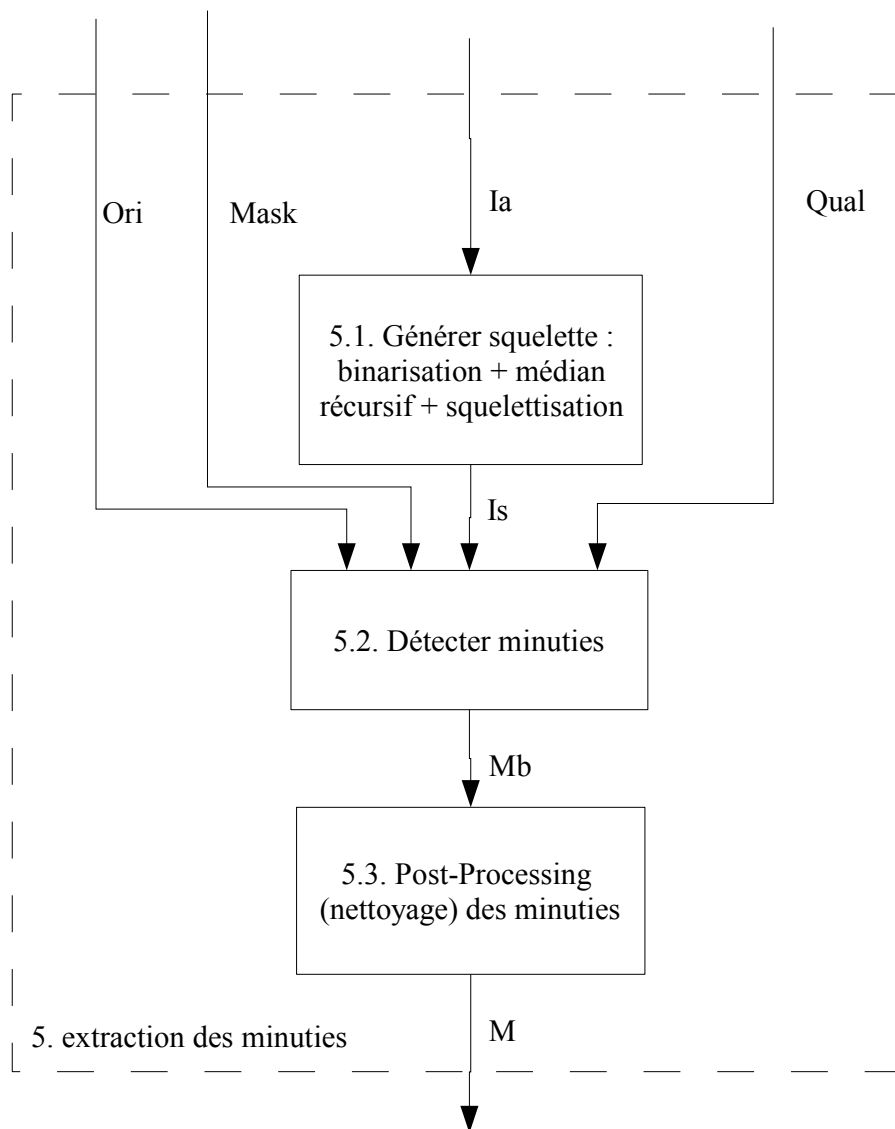 Ori
Mask
Ia
Qual
5.1. Générer squelette :
binarisation + médian
récursif + squelettisation
Is
5.2. Détecter minuties
Mb
5.3. Post-Processing
(nettoyage) des minuties
5. extraction des minuties
M